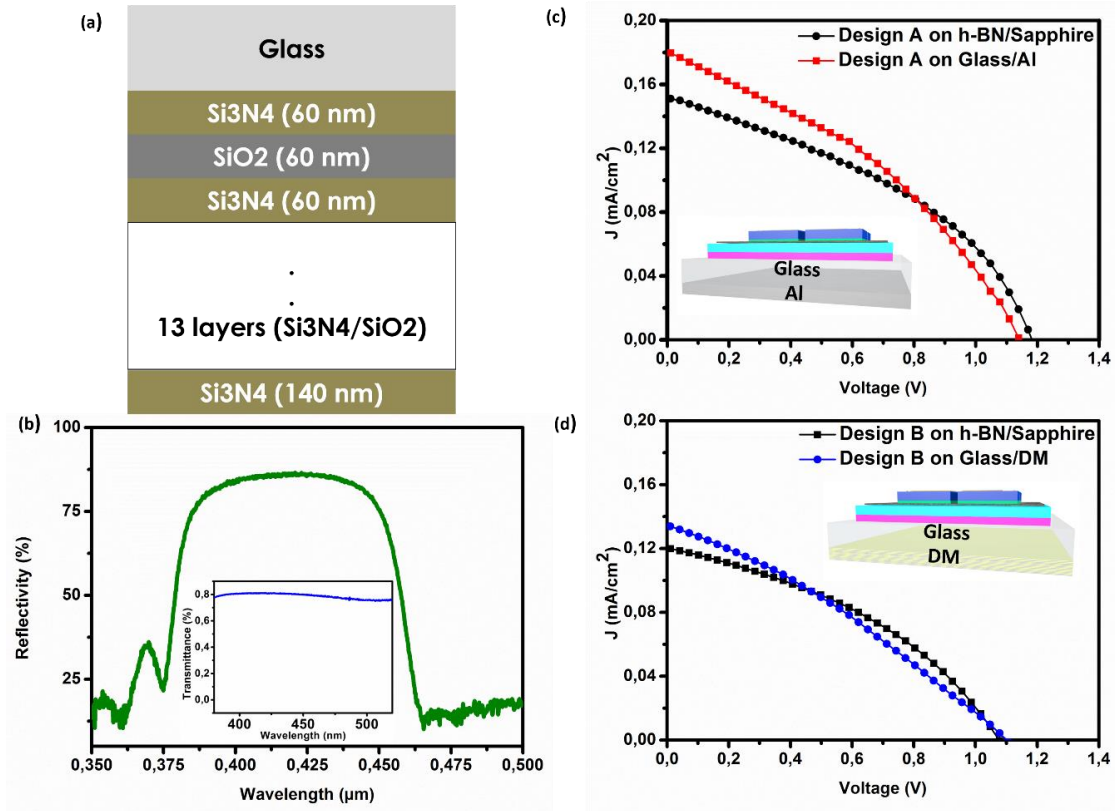 (a)
Glass
Si3N4 (60 nm)
SiO2 (60 nm)
Si3N4 (60 nm)
.
.
13 layers (Si3N4/SiO2)
Si3N4 (140 nm)
(b)
100
75
50
25
Reflectivity (%)
0,350 0,375 0,400 0,425 0,450 0,475 0,500
Wavelength (µm)
0,8
0,6
0,4
0,2
0,0
Transmittance (%)
400 450 500
Wavelength (nm)
(c)
0,20
0,16
0,12
0,08
0,04
0,00
J (mA/cm2)
Design A on h-BN/Sapphire
Design A on Glass/Al
Glass
Al
0,0 0,2 0,4 0,6 0,8 1,0 1,2 1,4
Voltage (V)
(d)
0,20
0,16
0,12
0,08
0,04
0,00
J (mA/cm2)
Design B on h-BN/Sapphire
Design B on Glass/DM
Glass
DM
0,0 0,2 0,4 0,6 0,8 1,0 1,2 1,4
Voltage (V)